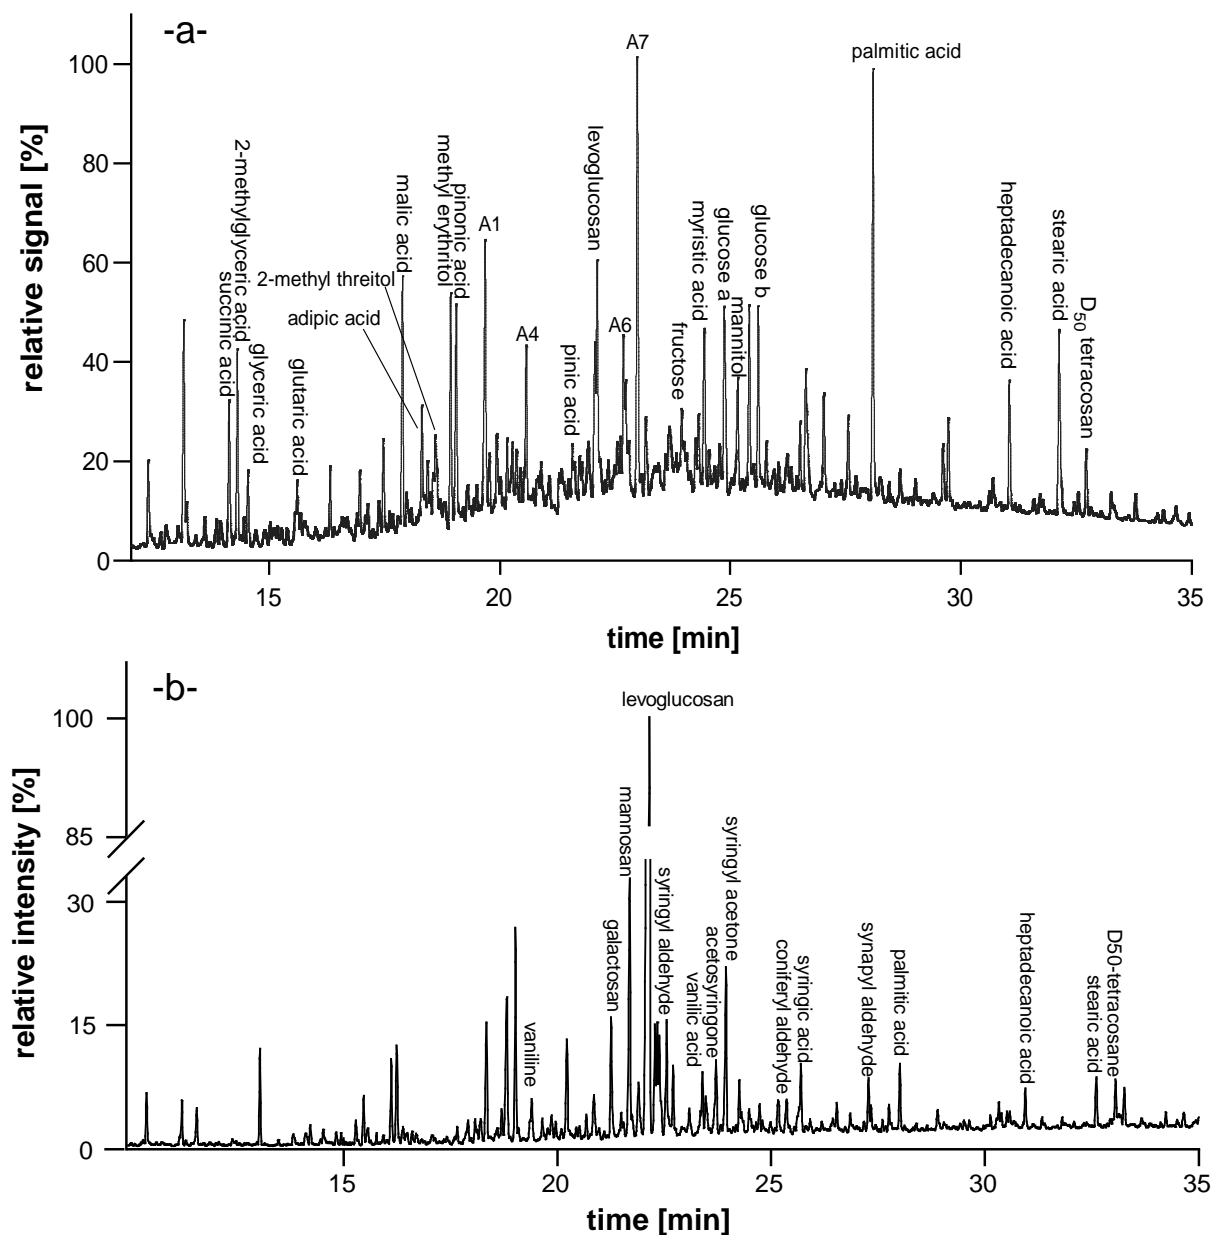 -a-
relative signal [%]
100
80
60
40
20
0
15
20
25
30
35
time [min]
succinic acid
2-methylglyceric acid
glyceric acid
glutaric acid
adipic acid
2-methyl threitol
malic acid
methyl erythritol
pinonic acid
A1
A4
pinic acid
levoglucosan
A6
A7
fructose
myristic acid
glucose a
mannitol
glucose b
palmitic acid
heptadecanoic acid
stearic acid
D50 tetracosan
-b-
relative intensity [%]
100
85
30
15
0
15
20
25
30
35
time [min]
vaniline
galactosan
mannosan
levoglucosan
syringyl aldehyde
vanilic acid
acetosyringone
syringyl acetone
coniferyl aldehyde
syringic acid
synapyl aldehyde
palmitic acid
heptadecanoic acid
stearic acid
D50-tetracosane